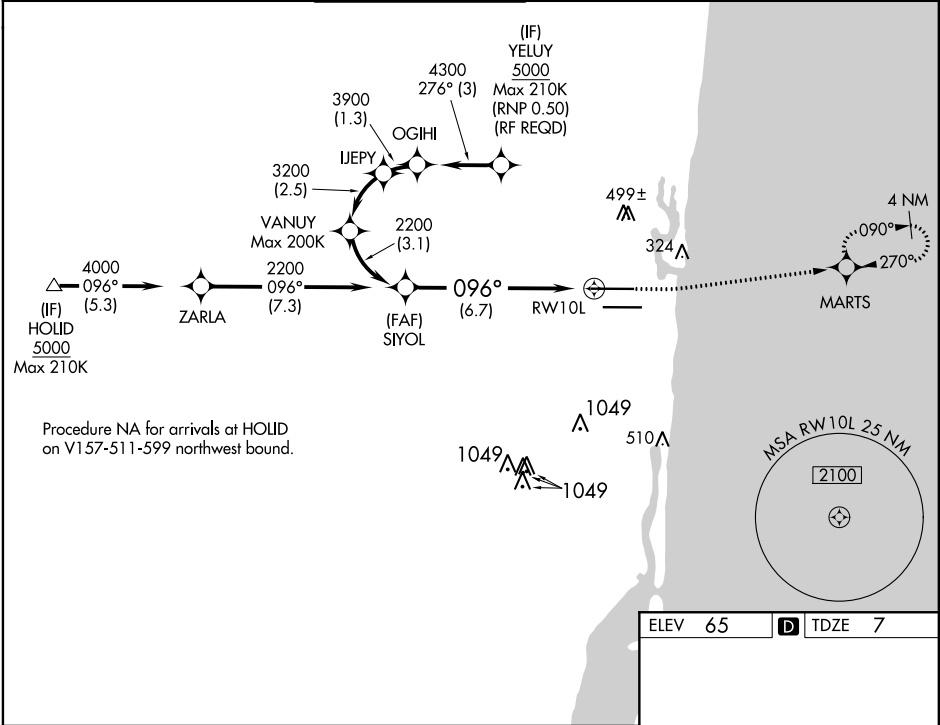 (IF)
YELUY
5000
Max 210K
(RNP 0.50)
(RF REQD)
4300
276° (3)
3900
(1.3)
OGIHI
IJEPY
3200
(2.5)
VANUY
Max 200K
2200
(3.1)
499±
324
4 NM
090°
270°
MARTS
4000
096°
(5.3)
2200
096°
(7.3)
096°
(6.7)
RW10L
(IF)
HOLID
5000
Max 210K
ZARLA
(FAF)
SIYOL
Procedure NA for arrivals at HOLID
on V157-511-599 northwest bound.
1049
510
1049
1049
MSA RW10L 25 NM
2100
ELEV 65 D TDZE 7